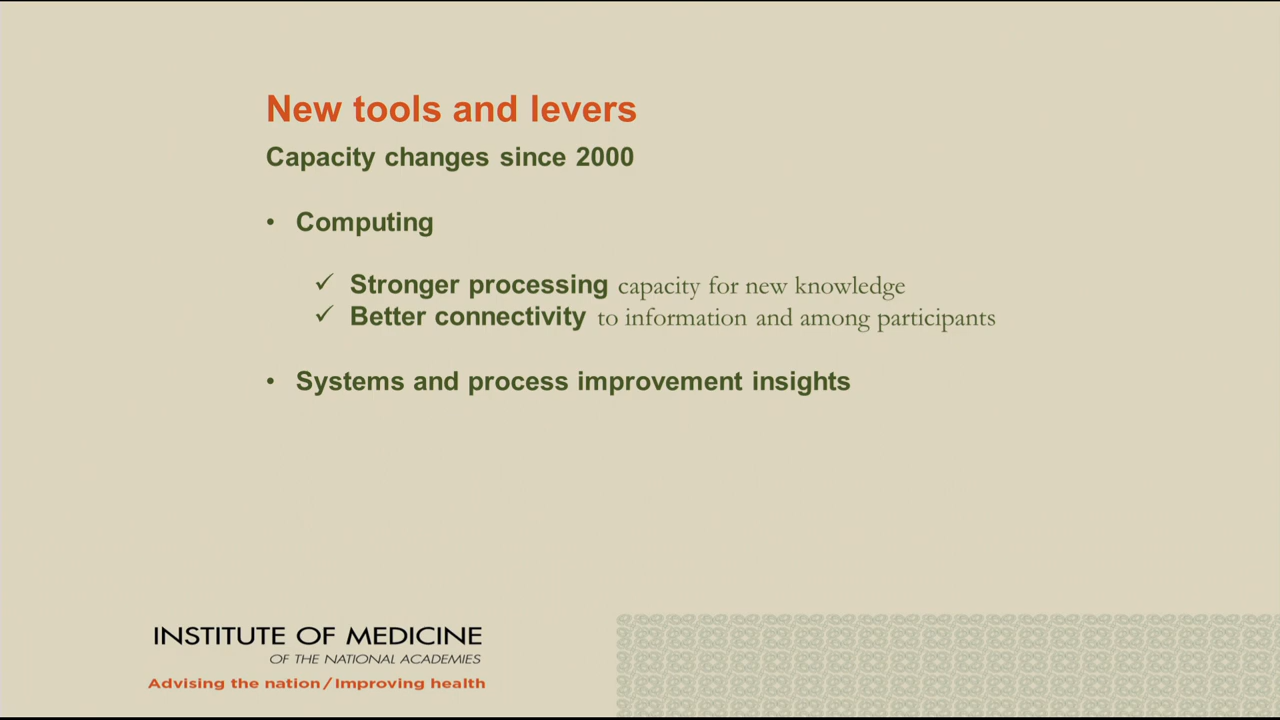 New tools and levers
Capacity changes since 2000
• Computing
✓ Stronger processing capacity for new knowledge
✓ Better connectivity to information and among participants
• Systems and process improvement insights
INSTITUTE OF MEDICINE
OF THE NATIONAL ACADEMIES
Advising the nation / Improving health